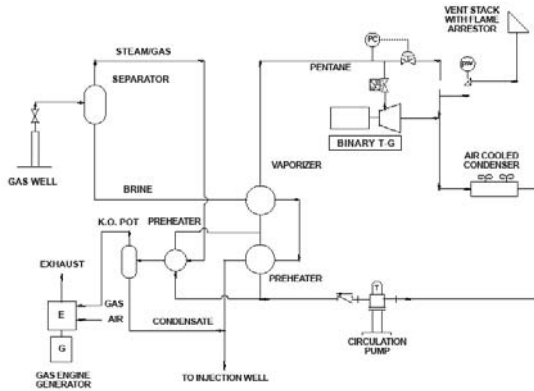 VENT STACK
WITH FLAME
ARRESTOR
STEAM/GAS
PC
SEPARATOR
PENTANE
PSV
BINARY T-G
GAS WELL
VAPORIZER
AIR COOLED
CONDENSER
BRINE
K.O. POT
PREHEATER
EXHAUST
PREHEATER
GAS
E
AIR
T
CONDENSATE
G
CIRCULATION
PUMP
GAS ENGINE
GENERATOR
TO INJECTION WELL